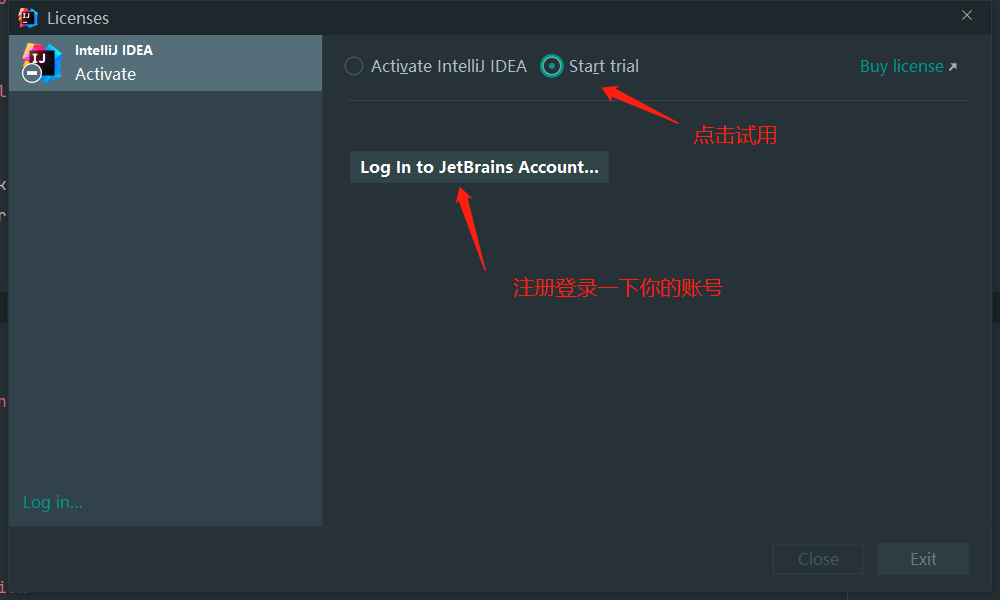 Licenses
IntelliJ IDEA
Activate
Activate IntelliJ IDEA
Start trial
Buy license
点击试用
Log In to JetBrains Account...
注册登录一下你的账号
Log in...
Close
Exit